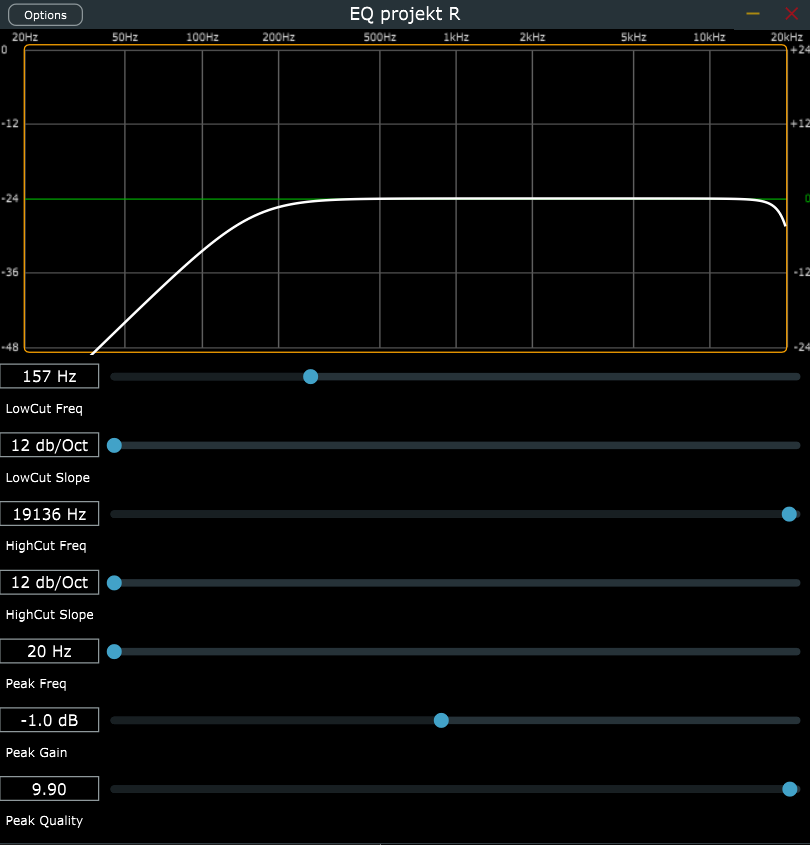 Options
EQ projekt R
20Hz 50Hz 100Hz 200Hz 500Hz 1kHz 2kHz 5kHz 10kHz 20kHz
0 +24
-12 +12
-24 0
-36 -12
-48 -24
157 Hz
LowCut Freq
12 db/Oct
LowCut Slope
19136 Hz
HighCut Freq
12 db/Oct
HighCut Slope
20 Hz
Peak Freq
-1.0 dB
Peak Gain
9.90
Peak Quality